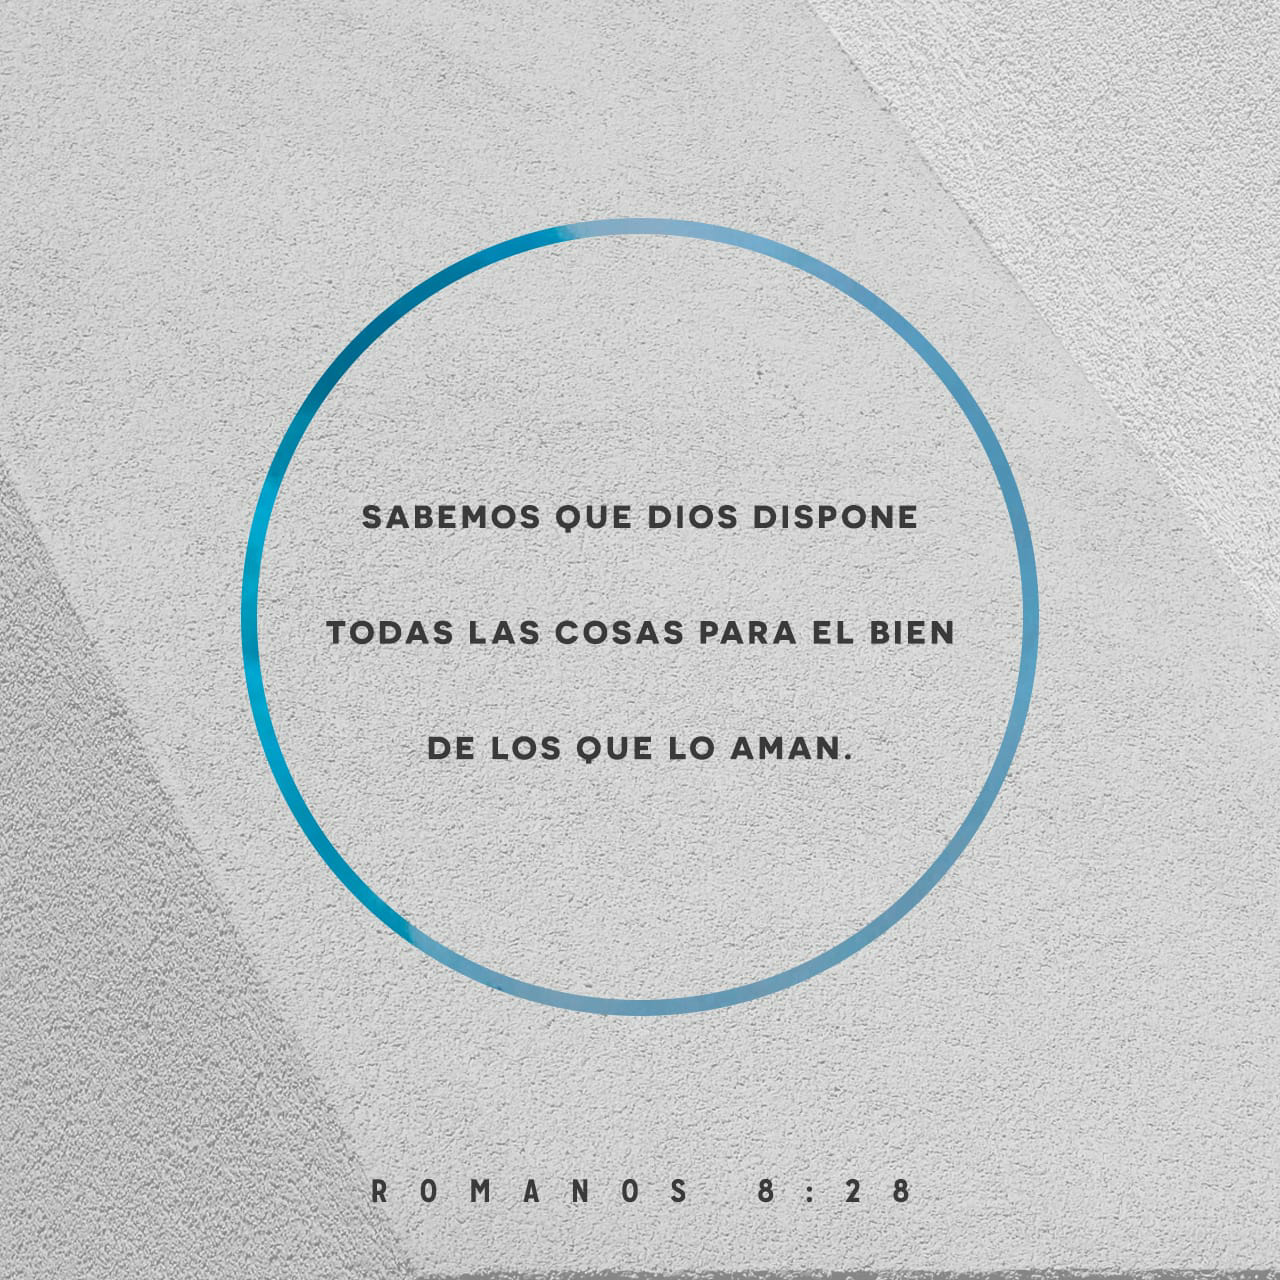 SABEMOS QUE DIOS DISPONE
TODAS LAS COSAS PARA EL BIEN
DE LOS QUE LO AMAN.
ROMANOS 8:28